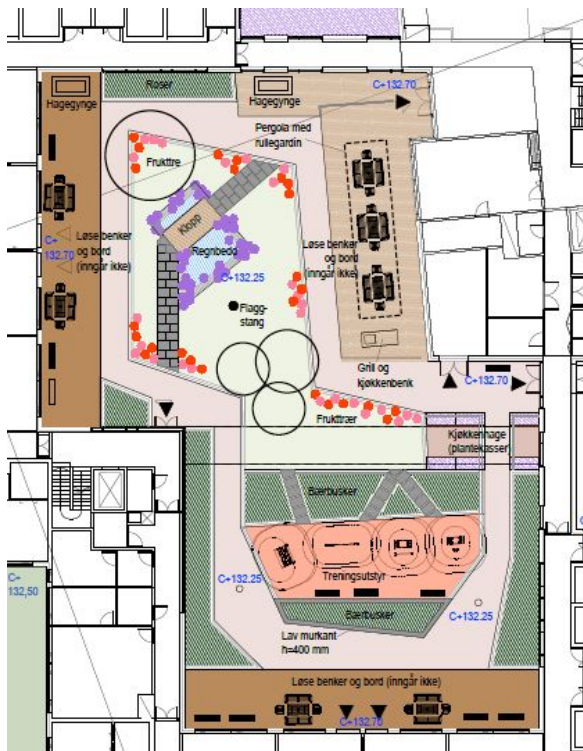 Roser
Hagegynge
Hagegynge
C+132.70
Pergola med
rullegardin
Frukttre
Klopp
Regnbedd
Løse benker
og bord
(inngår ikke)
C+
132.70
Løse benker
og bord
(inngår ikke)
C+132.25
Flagg-
stang
Grill og
kjøkkenbenk
C+132.70
Frukttrær
Kjøkkenhage
(plantekasser)
Bærbusker
C+
132,50
C+132.25
Treningsutstyr
Bærbusker
C+132.25
Lav murkant
h=400 mm
Løse benker og bord (inngår ikke)
C+132.70